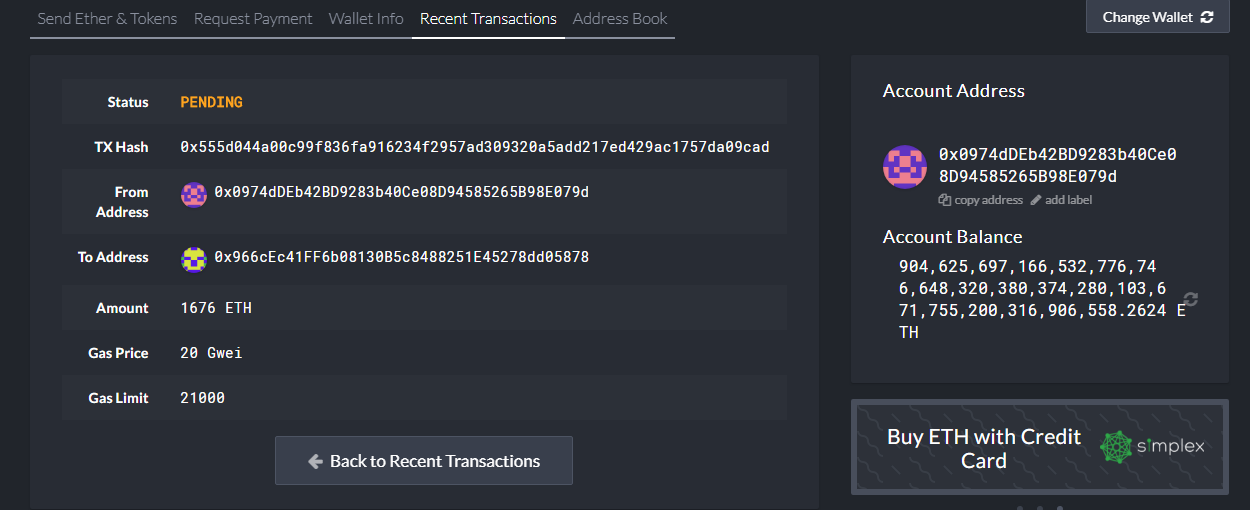 Send Ether & Tokens Request Payment Wallet Info Recent Transactions Address Book
Change Wallet
Status PENDING
TX Hash 0x555d044a00c99f836fa916234f2957ad309320a5add217ed429ac1757da09cad
From
Address
0x0974dDEb42BD9283b40Ce08D94585265B98E079d
To Address 0x966cEc41FF6b08130B5c8488251E45278dd05878
Amount 1676 ETH
Gas Price 20 Gwei
Gas Limit 21000
Back to Recent Transactions
Account Address
0x0974dDEb42BD9283b40Ce0
8D94585265B98E079d
copy address add label
Account Balance
904,625,697,166,532,776,74
6,648,320,380,374,280,103,6
71,755,200,316,906,558.2624 E
TH
Buy ETH with Credit
Card
simplex